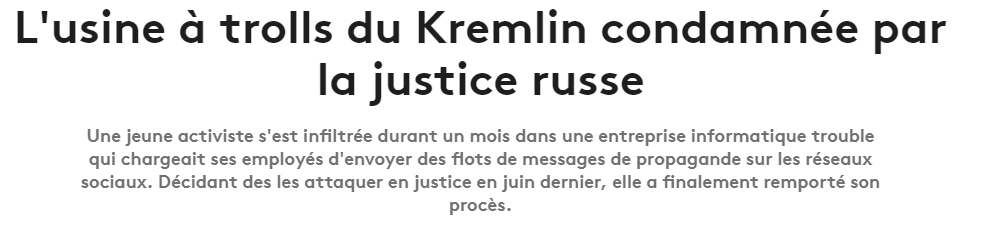 L'usine à trolls du Kremlin condamnée par
la justice russe
Une jeune activiste s'est infiltrée durant un mois dans une entreprise informatique trouble
qui chargeait ses employés d'envoyer des flots de messages de propagande sur les réseaux
sociaux. Décidant des les attaquer en justice en juin dernier, elle a finalement remporté son
procès.